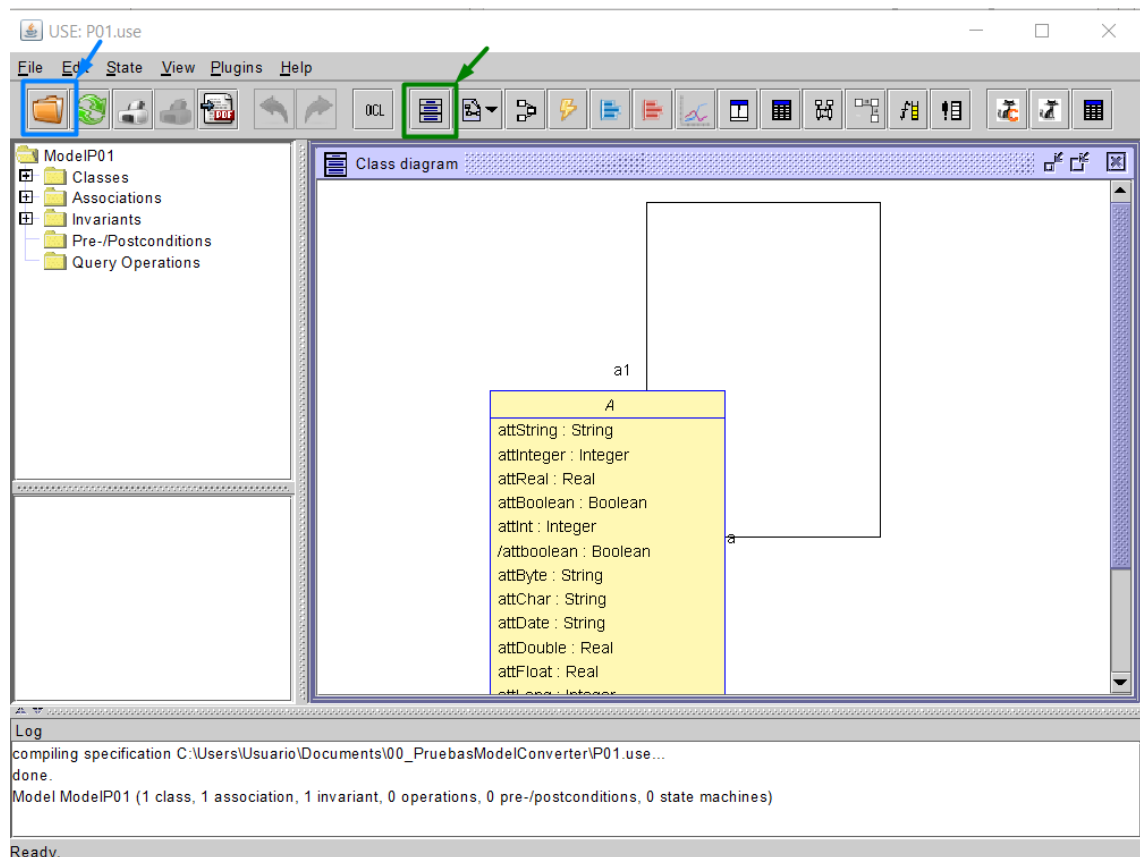 USE: P01.use
File Edit State View Plugins Help
OCL
PDF
ModelP01
Classes
Associations
Invariants
Pre-/Postconditions
Query Operations
Class diagram
a1
A
attString : String
attInteger : Integer
attReal : Real
attBoolean : Boolean
attInt : Integer
/attboolean : Boolean
a
attByte : String
attChar : String
attDate : String
attDouble : Real
attFloat : Real
attLong : Integer
Log
compiling specification C:\Users\Usuario\Documents\00_PruebasModelConverter\P01.use...
done.
Model ModelP01 (1 class, 1 association, 1 invariant, 0 operations, 0 pre-/postconditions, 0 state machines)
Ready.